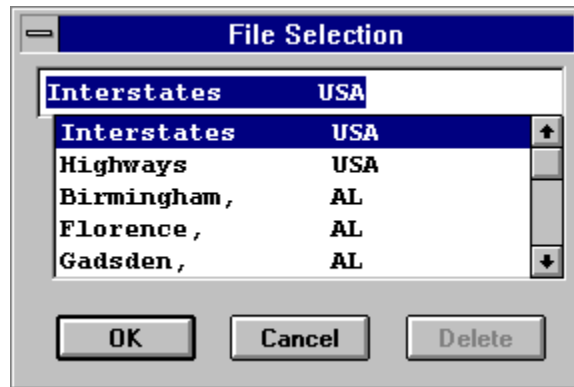 File Selection
Interstates USA
Interstates USA
Highways USA
Birmingham, AL
Florence, AL
Gadsden, AL
OK Cancel Delete